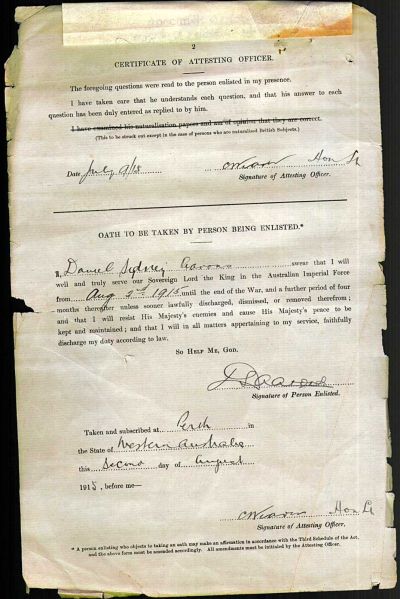 2
CERTIFICATE OF ATTESTING OFFICER.
The foregoing questions were read to the person enlisted in my presence.
I have taken care that he understands each question, and that his answer to each
question has been duly entered as replied to by him.
I have examined his naturalisation papers and am of opinion that they are correct.
(This to be struck out except in the case of persons who are naturalised British Subjects.)
Date July 9/15
Hon Lt
Signature of Attesting Officer.
OATH TO BE TAKEN BY PERSON BEING ENLISTED.*
I, Daniel Sydney swear that I will
well and truly serve our Sovereign Lord the King in the Australian Imperial Force
from Aug 2nd 1915 until the end of the War, and a further period of four
months thereafter unless sooner lawfully discharged, dismissed, or removed therefrom;
and that I will resist His Majesty's enemies and cause His Majesty's peace to be
kept and maintained; and that I will in all matters appertaining to my service, faithfully
discharge my duty according to law.
SO HELP ME, GOD.
Signature of Person Enlisted.
Taken and subscribed at Perth in
the State of Western Australia
this Second day of August
1915, before me—
Hon Lt
Signature of Attesting Officer.
* A person enlisting who objects to taking an oath may make an affirmation in accordance with the Third Schedule of the Act,
and the above form must be amended accordingly. All amendments must be initialed by the Attesting Officer.